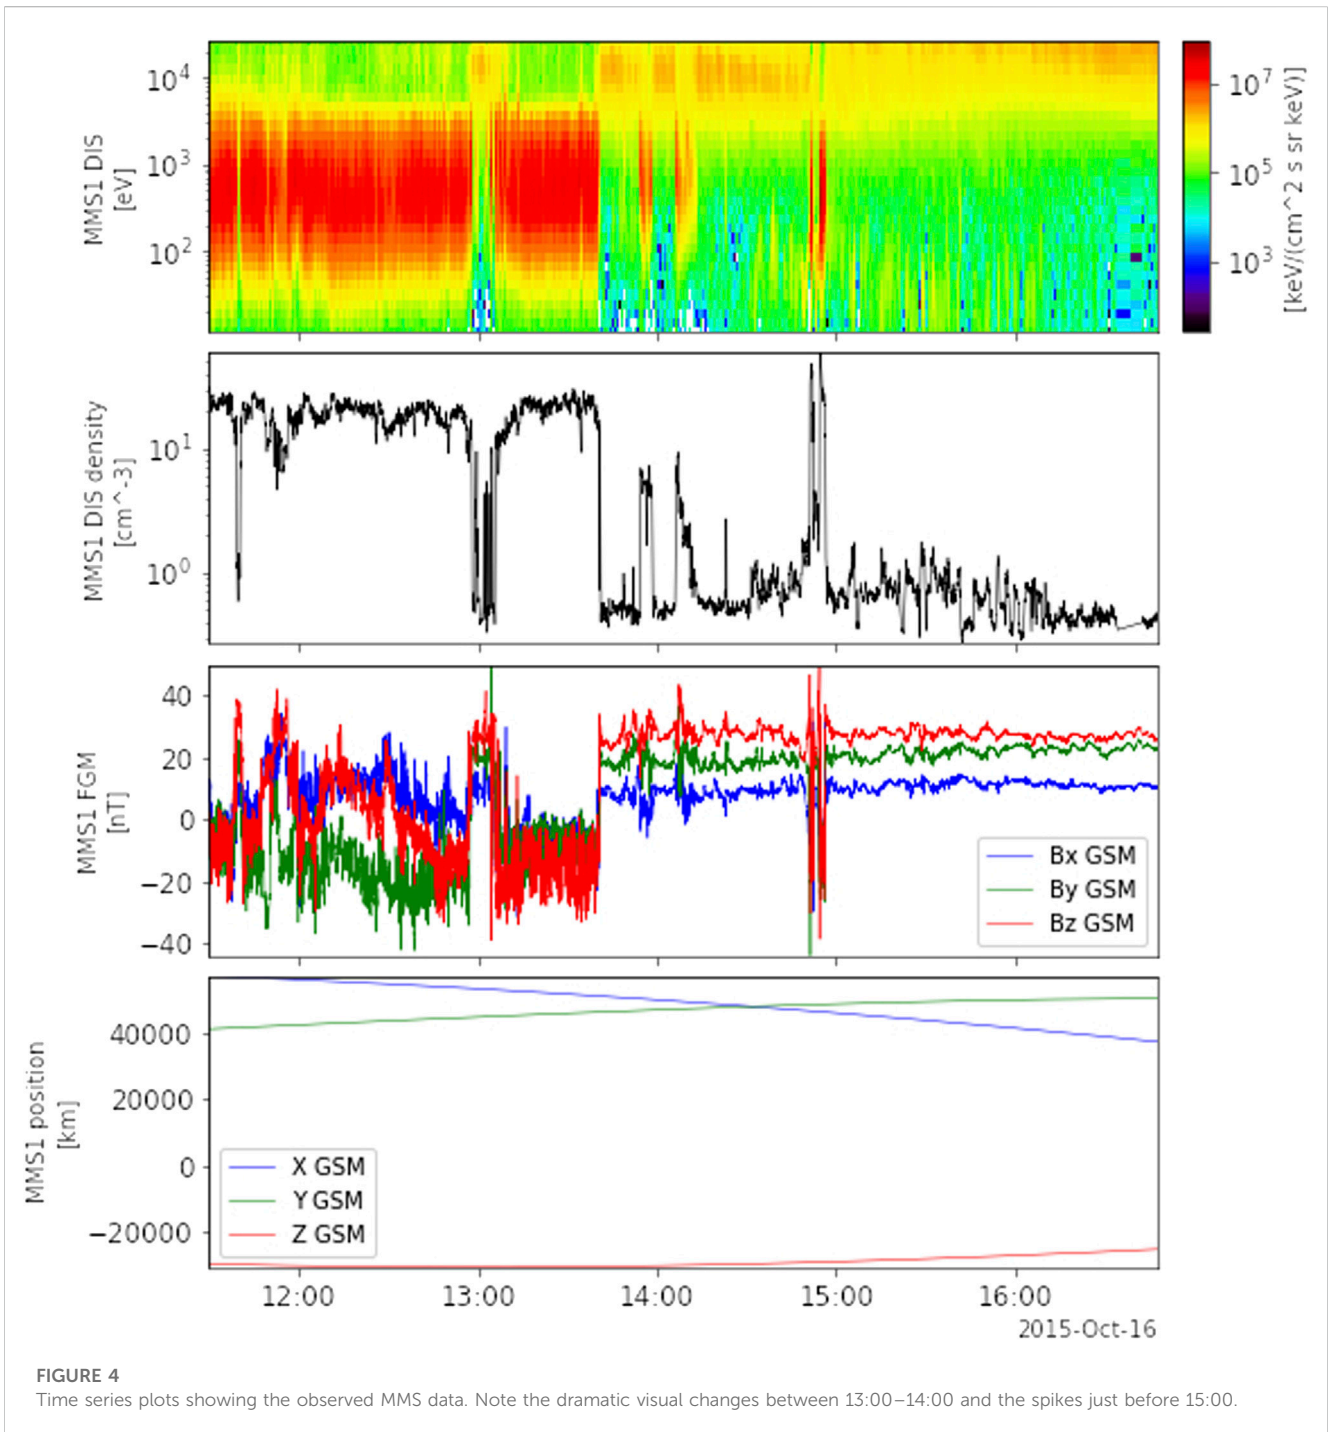 10^4
10^3
10^2
MMS1 DIS
[eV]
10^7
10^5
10^3
[keV/(cm^2 s sr keV)]
10^1
10^0
MMS1 DIS density
[cm^-3]
40
20
0
−20
−40
MMS1 FGM
[nT]
Bx GSM
By GSM
Bz GSM
40000
20000
0
−20000
MMS1 position
[km]
X GSM
Y GSM
Z GSM
12:00 13:00 14:00 15:00 16:00
2015-Oct-16
FIGURE 4
Time series plots showing the observed MMS data. Note the dramatic visual changes between 13:00–14:00 and the spikes just before 15:00.